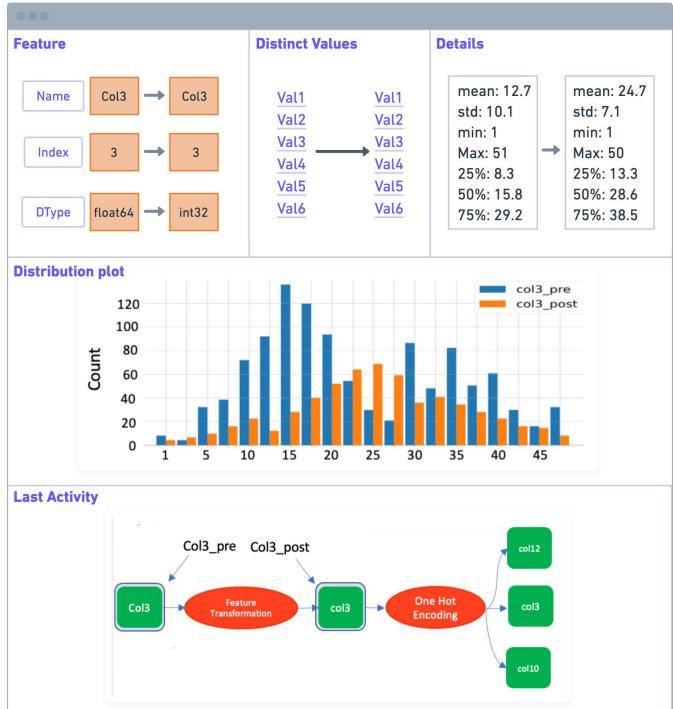 Feature
Name Col3 Col3
Index 3 3
DType float64 int32
Distinct Values
Val1 Val1
Val2 Val2
Val3 Val3
Val4 Val4
Val5 Val5
Val6 Val6
Details
mean: 12.7
std: 10.1
min: 1
Max: 51
25%: 8.3
50%: 15.8
75%: 29.2
mean: 24.7
std: 7.1
min: 1
Max: 50
25%: 13.3
50%: 28.6
75%: 38.5
Distribution plot
col3_pre
col3_post
Count
120
100
80
60
40
20
0
1 5 10 15 20 25 30 35 40 45
Last Activity
Col3_pre Col3_post
Col3
Feature
Transformation
col3
One Hot
Encoding
col12
col3
col10